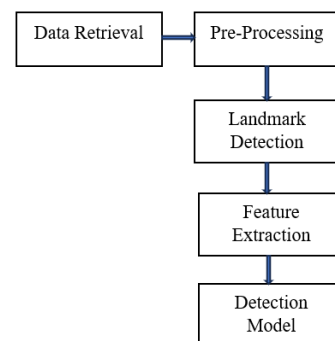 Data Retrieval
Pre-Processing
Landmark
Detection
Feature
Extraction
Detection
Model